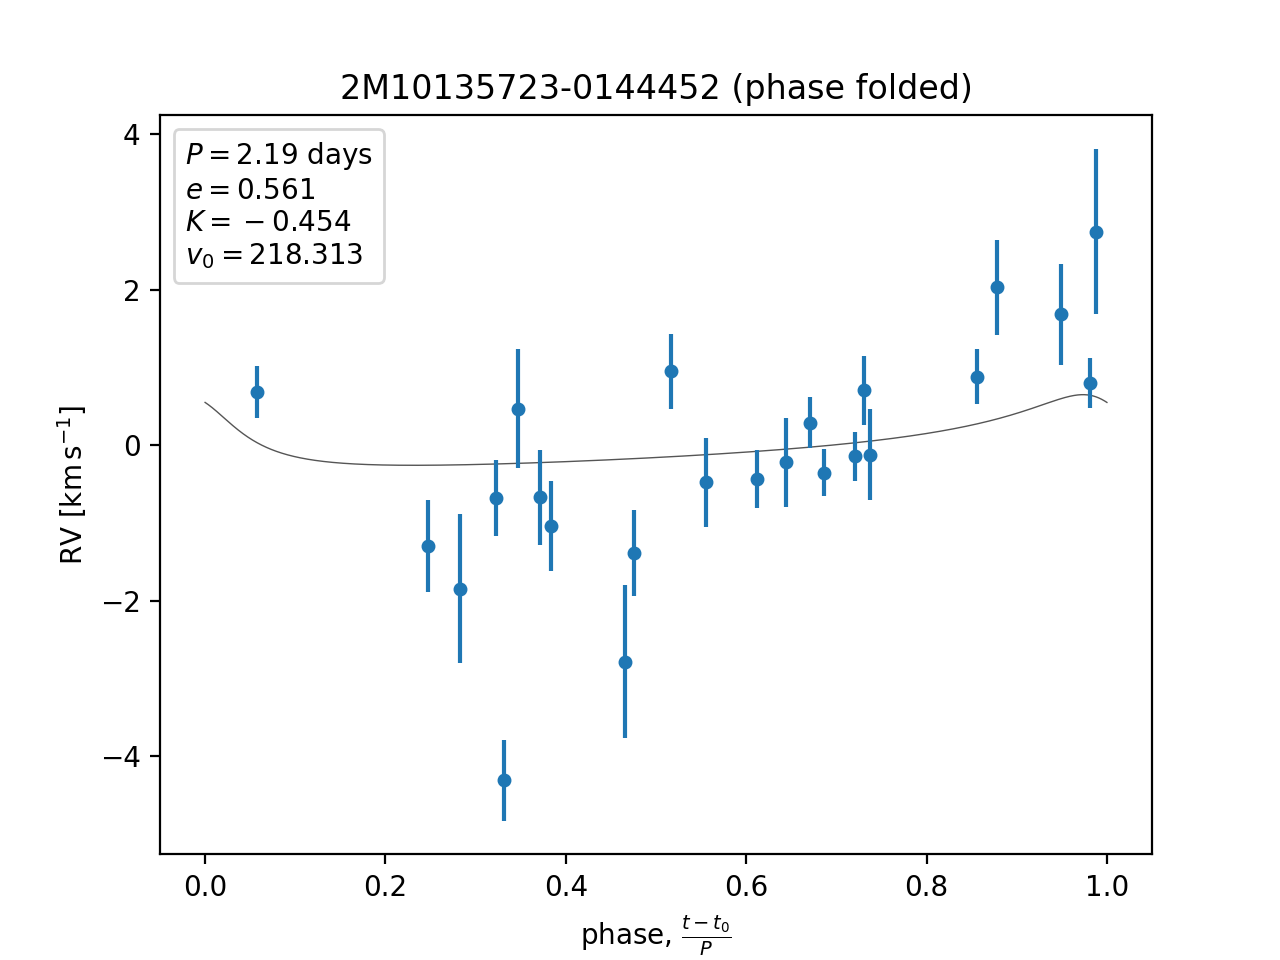 2M10135723-0144452 (phase folded)
P = 2.19 days
e = 0.561
K = −0.454
v₀ = 218.313
RV [km s⁻¹]
4
2
0
−2
−4
0.0 0.2 0.4 0.6 0.8 1.0
phase, (t − t₀)/P